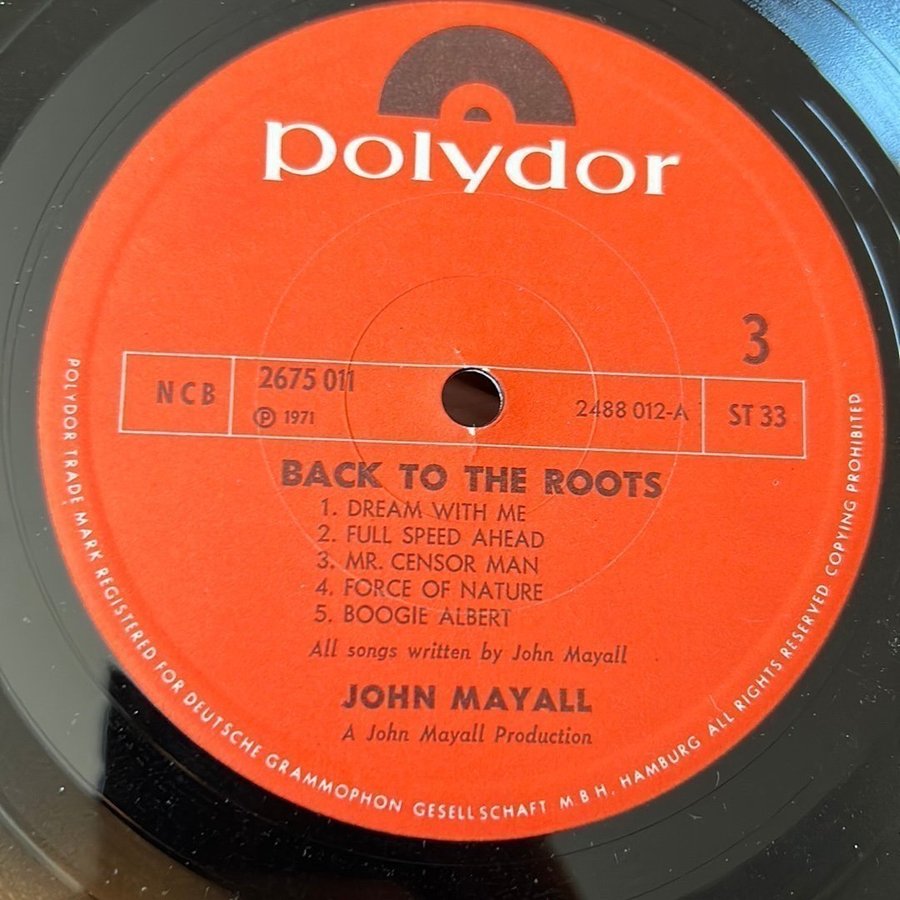 polydor
3
NCB
2675 011
℗ 1971
2488 012-A
ST 33
BACK TO THE ROOTS
1. DREAM WITH ME
2. FULL SPEED AHEAD
3. MR. CENSOR MAN
4. FORCE OF NATURE
5. BOOGIE ALBERT
All songs written by John Mayall
JOHN MAYALL
A John Mayall Production
POLYDOR TRADE MARK REGISTERED FOR DEUTSCHE GRAMMOPHON GESELLSCHAFT M.B.H. HAMBURG ALL RIGHTS RESERVED COPYING PROHIBITED